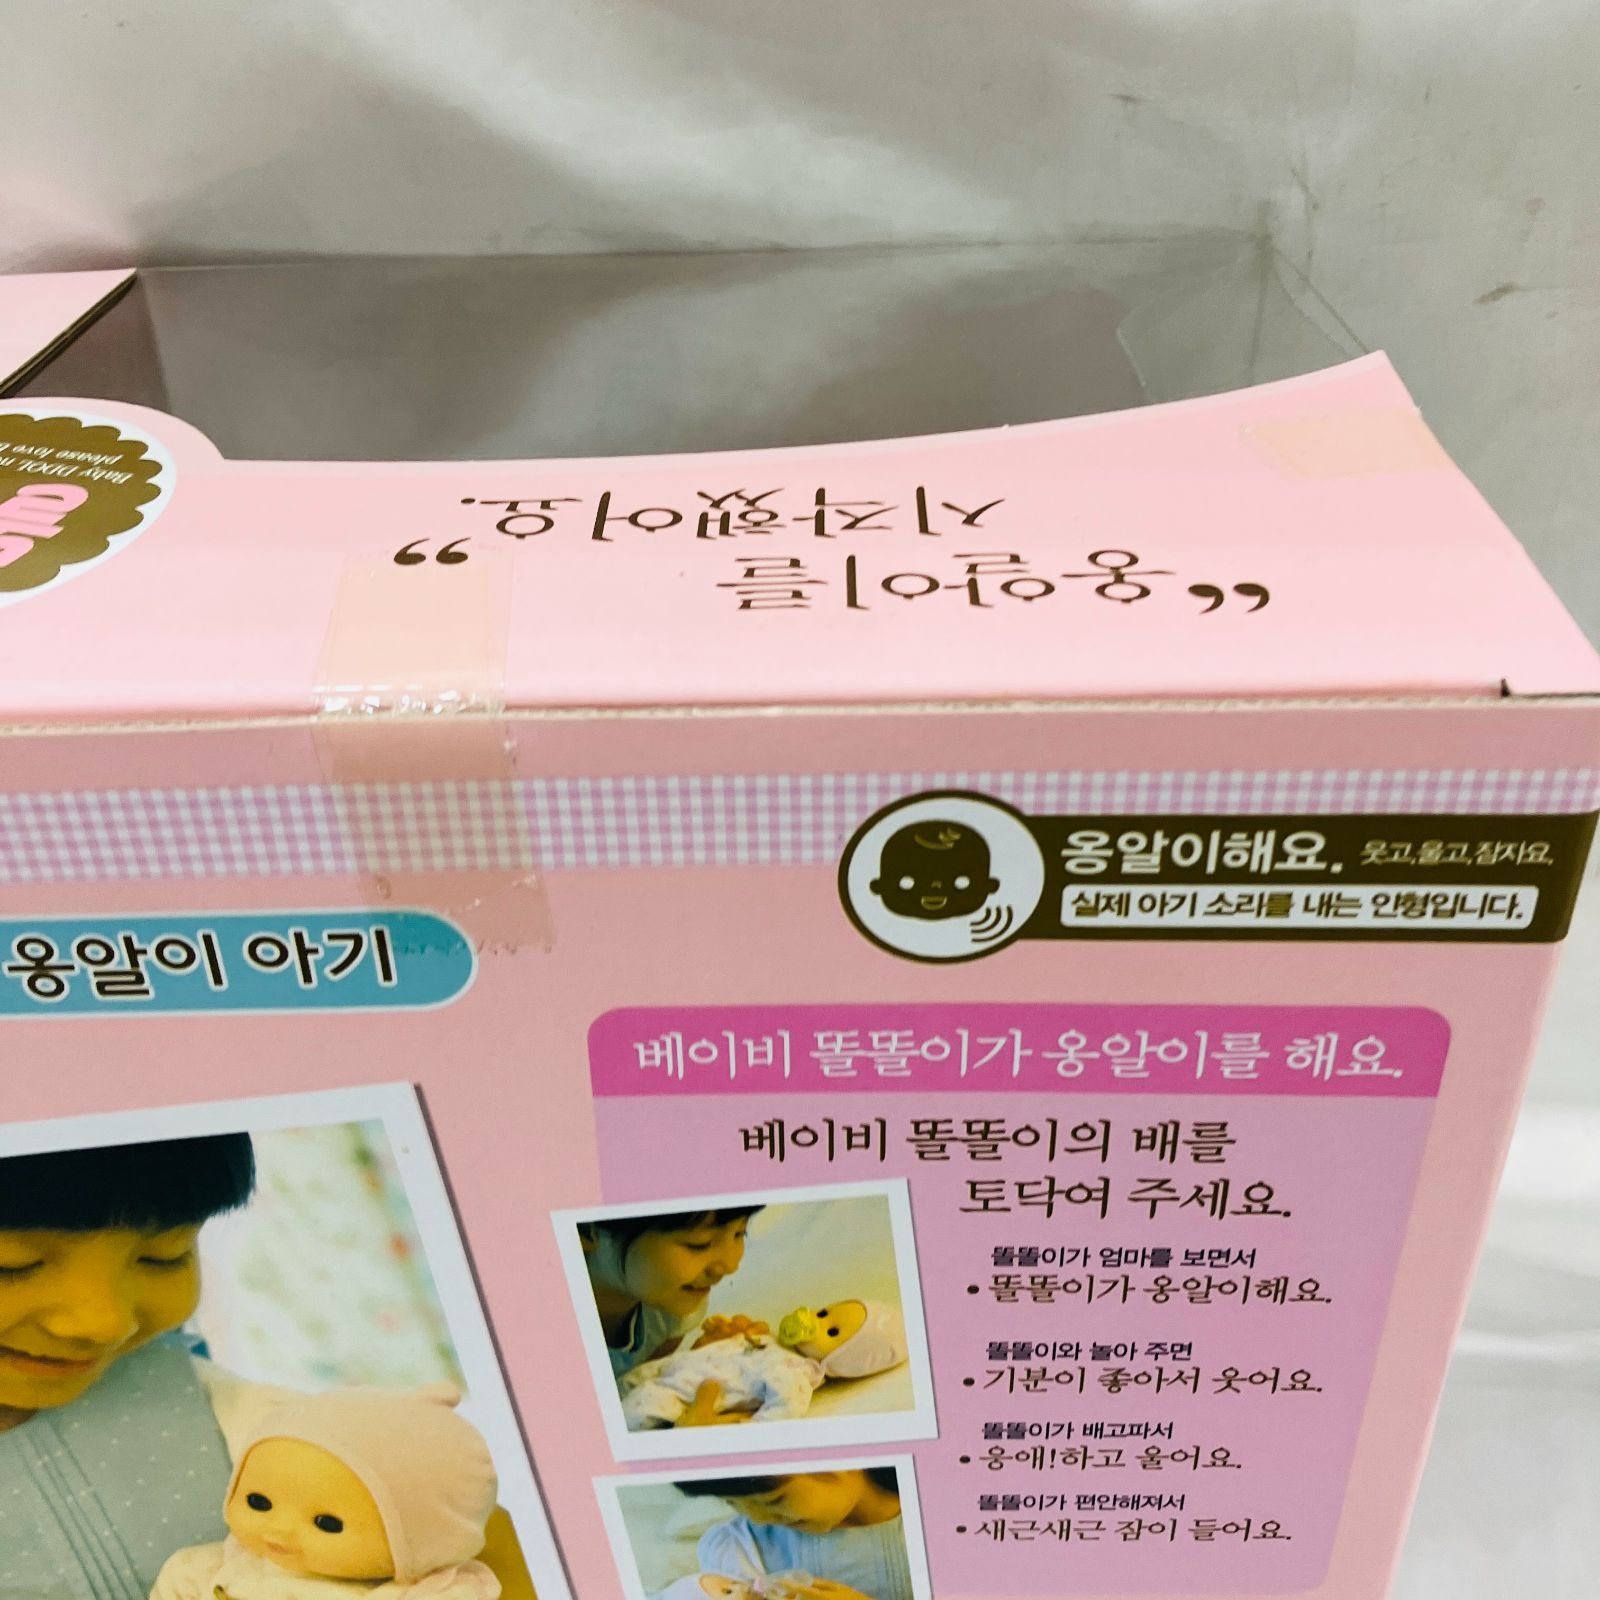 “옹알이를
시작했어요.”
Baby DDOL
please love
옹알이해요. 웃고,울고,잠자요.
실제 아기 소리를 내는 인형입니다.
옹알이 아기
베이비 똘똘이가 옹알이를 해요.
베이비 똘똘이의 배를
토닥여 주세요.
똘똘이가 엄마를 보면서
• 똘똘이가 옹알이해요.
똘똘이와 놀아 주면
• 기분이 좋아서 웃어요.
똘똘이가 배고파서
• 응애!하고 울어요.
똘똘이가 편안해져서
• 새근새근 잠이 들어요.